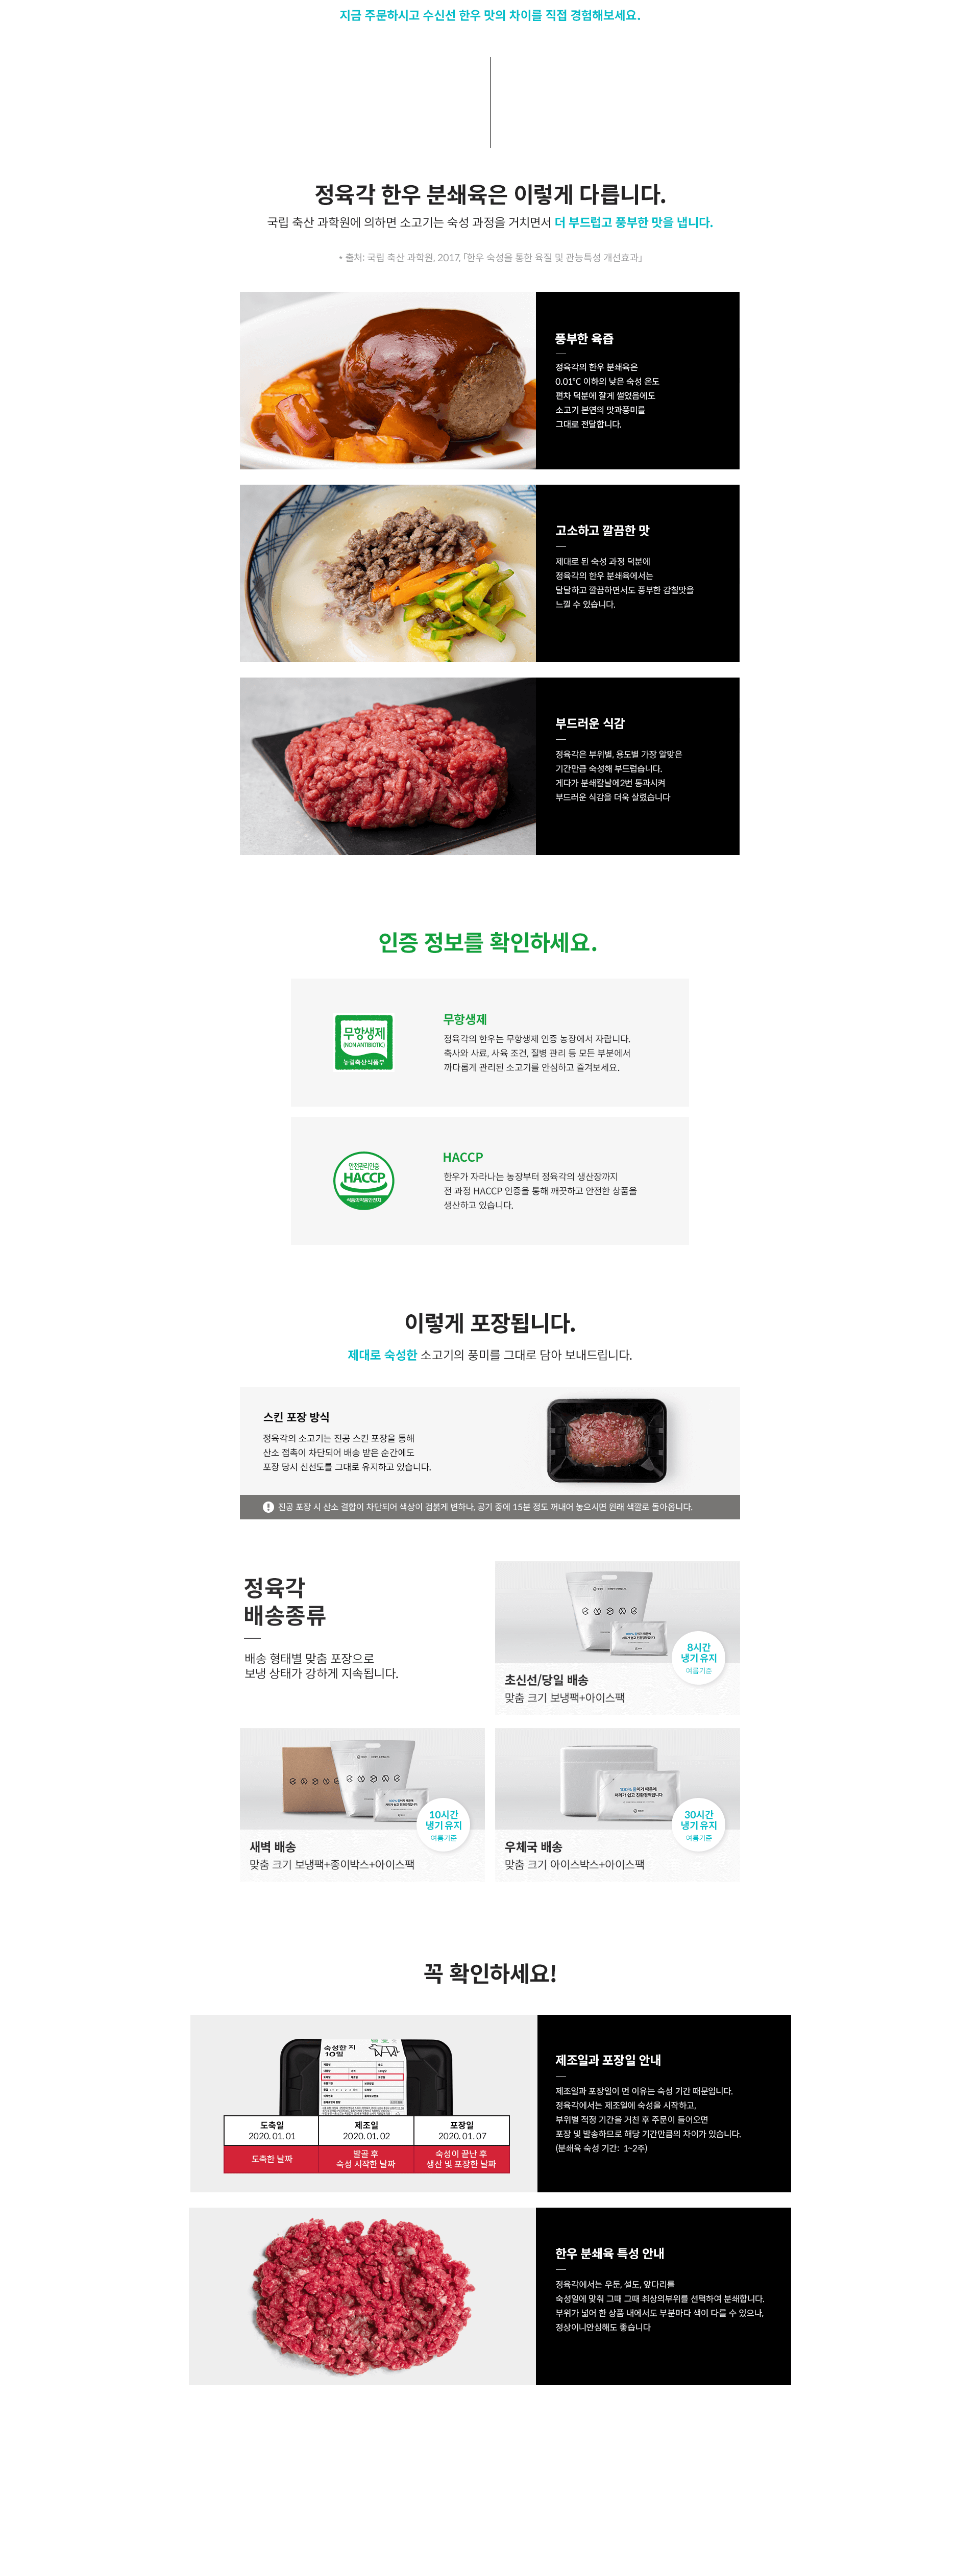 지금 주문하시고 수신선 한우 맛의 차이를 직접 경험해보세요.
정육각 한우 분쇄육은 이렇게 다릅니다.
국립 축산 과학원에 의하면 소고기는 숙성 과정을 거치면서 더 부드럽고 풍부한 맛을 냅니다.
* 출처: 국립 축산 과학원, 2017, 「한우 숙성을 통한 육질 및 관능특성 개선효과」
풍부한 육즙
정육각의 한우 분쇄육은
0.01℃ 이하의 낮은 숙성 온도
편차 덕분에 잘게 썰었음에도
소고기 본연의 맛과풍미를
그대로 전달합니다.
고소하고 깔끔한 맛
제대로 된 숙성 과정 덕분에
정육각의 한우 분쇄육에서는
달달하고 깔끔하면서도 풍부한 감칠맛을
느낄 수 있습니다.
부드러운 식감
정육각은 부위별, 용도별 가장 알맞은
기간만큼 숙성해 부드럽습니다.
게다가 분쇄칼날에2번 통과시켜
부드러운 식감을 더욱 살렸습니다
인증 정보를 확인하세요.
무항생제
(NON ANTIBIOTIC)
농림축산식품부
무항생제
정육각의 한우는 무항생제 인증 농장에서 자랍니다.
축사와 사료, 사육 조건, 질병 관리 등 모든 부분에서
까다롭게 관리된 소고기를 안심하고 즐겨보세요.
안전관리인증
HACCP
식품의약품안전처
HACCP
한우가 자라나는 농장부터 정육각의 생산장까지
전 과정 HACCP 인증을 통해 깨끗하고 안전한 상품을
생산하고 있습니다.
이렇게 포장됩니다.
제대로 숙성한 소고기의 풍미를 그대로 담아 보내드립니다.
스킨 포장 방식
정육각의 소고기는 진공 스킨 포장을 통해
산소 접촉이 차단되어 배송 받은 순간에도
포장 당시 신선도를 그대로 유지하고 있습니다.
! 진공 포장 시 산소 결합이 차단되어 색상이 검붉게 변하나, 공기 중에 15분 정도 꺼내어 놓으시면 원래 색깔로 돌아옵니다.
정육각
배송종류
배송 형태별 맞춤 포장으로
보냉 상태가 강하게 지속됩니다.
8시간
냉기 유지
여름기준
초신선/당일 배송
맞춤 크기 보냉팩+아이스팩
10시간
냉기 유지
여름기준
새벽 배송
맞춤 크기 보냉팩+종이박스+아이스팩
100% 물이기 때문에
처리가 쉽고 친환경적입니다
30시간
냉기 유지
여름기준
우체국 배송
맞춤 크기 아이스박스+아이스팩
꼭 확인하세요!
숙성한 지
10일
도축일 제조일 포장일
2020. 01. 01 2020. 01. 02 2020. 01. 07
도축한 날짜 발골 후 숙성이 끝난 후
숙성 시작한 날짜 생산 및 포장한 날짜
제조일과 포장일 안내
제조일과 포장일이 먼 이유는 숙성 기간 때문입니다.
정육각에서는 제조일에 숙성을 시작하고,
부위별 적정 기간을 거친 후 주문이 들어오면
포장 및 발송하므로 해당 기간만큼의 차이가 있습니다.
(분쇄육 숙성 기간: 1~2주)
한우 분쇄육 특성 안내
정육각에서는 우둔, 설도, 앞다리를
숙성일에 맞춰 그때 그때 최상의부위를 선택하여 분쇄합니다.
부위가 넓어 한 상품 내에서도 부분마다 색이 다를 수 있으나,
정상이니안심해도 좋습니다